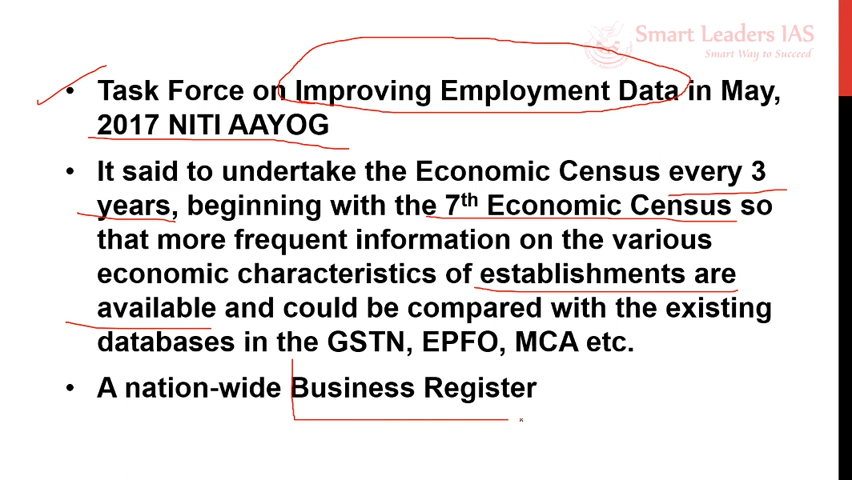 Smart Leaders IAS
Smart Way to Succeed
• Task Force on Improving Employment Data in May,
2017 NITI AAYOG
• It said to undertake the Economic Census every 3
years, beginning with the 7th Economic Census so
that more frequent information on the various
economic characteristics of establishments are
available and could be compared with the existing
databases in the GSTN, EPFO, MCA etc.
• A nation-wide Business Register